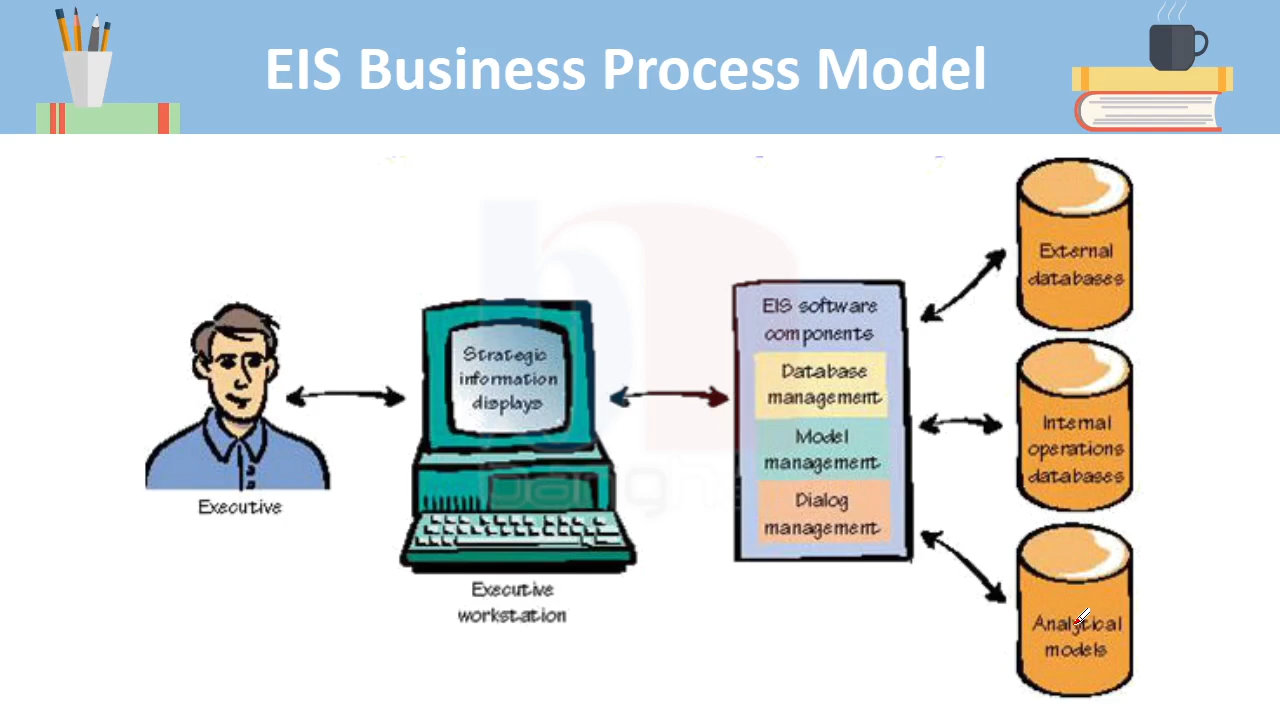 EIS Business Process Model
External
databases
EIS software
components
Strategic
information
displays
Database
management
Internal
operations
databases
Model
management
Executive
Dialog
management
Executive
workstation
Analytical
models